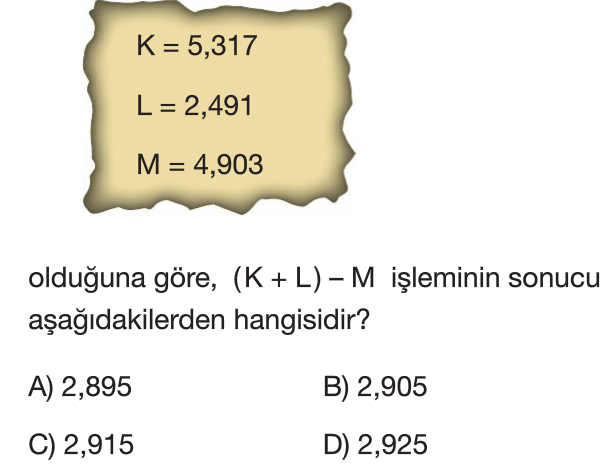 K = 5,317
L = 2,491
M = 4,903
olduğuna göre, (K + L) – M işleminin sonucu
aşağıdakilerden hangisidir?
A) 2,895 B) 2,905
C) 2,915 D) 2,925